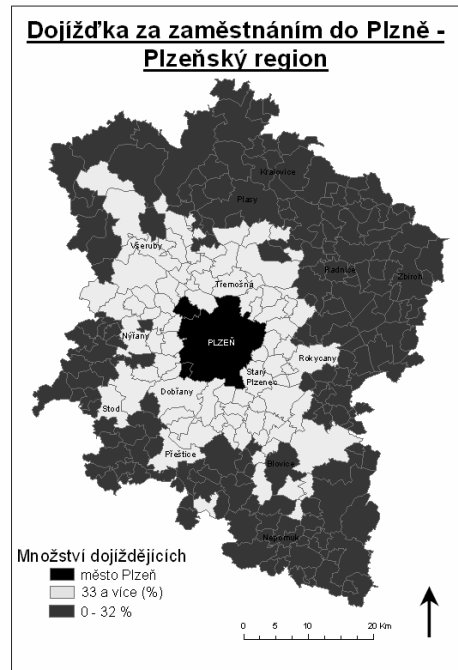 Dojížďka za zaměstnáním do Plzně -
Plzeňský region
Kralovice
Plasy
Všeruby
Radnice
Zbiroh
Třemošná
PLZEŇ
Nýřany
Rokycany
Starý
Plzenec
Dobřany
Stod
Přeštice
Blovice
Nepomuk
Množství dojíždějících
město Plzeň
33 a více (%)
0 - 32 %
0 5 10 20 Km